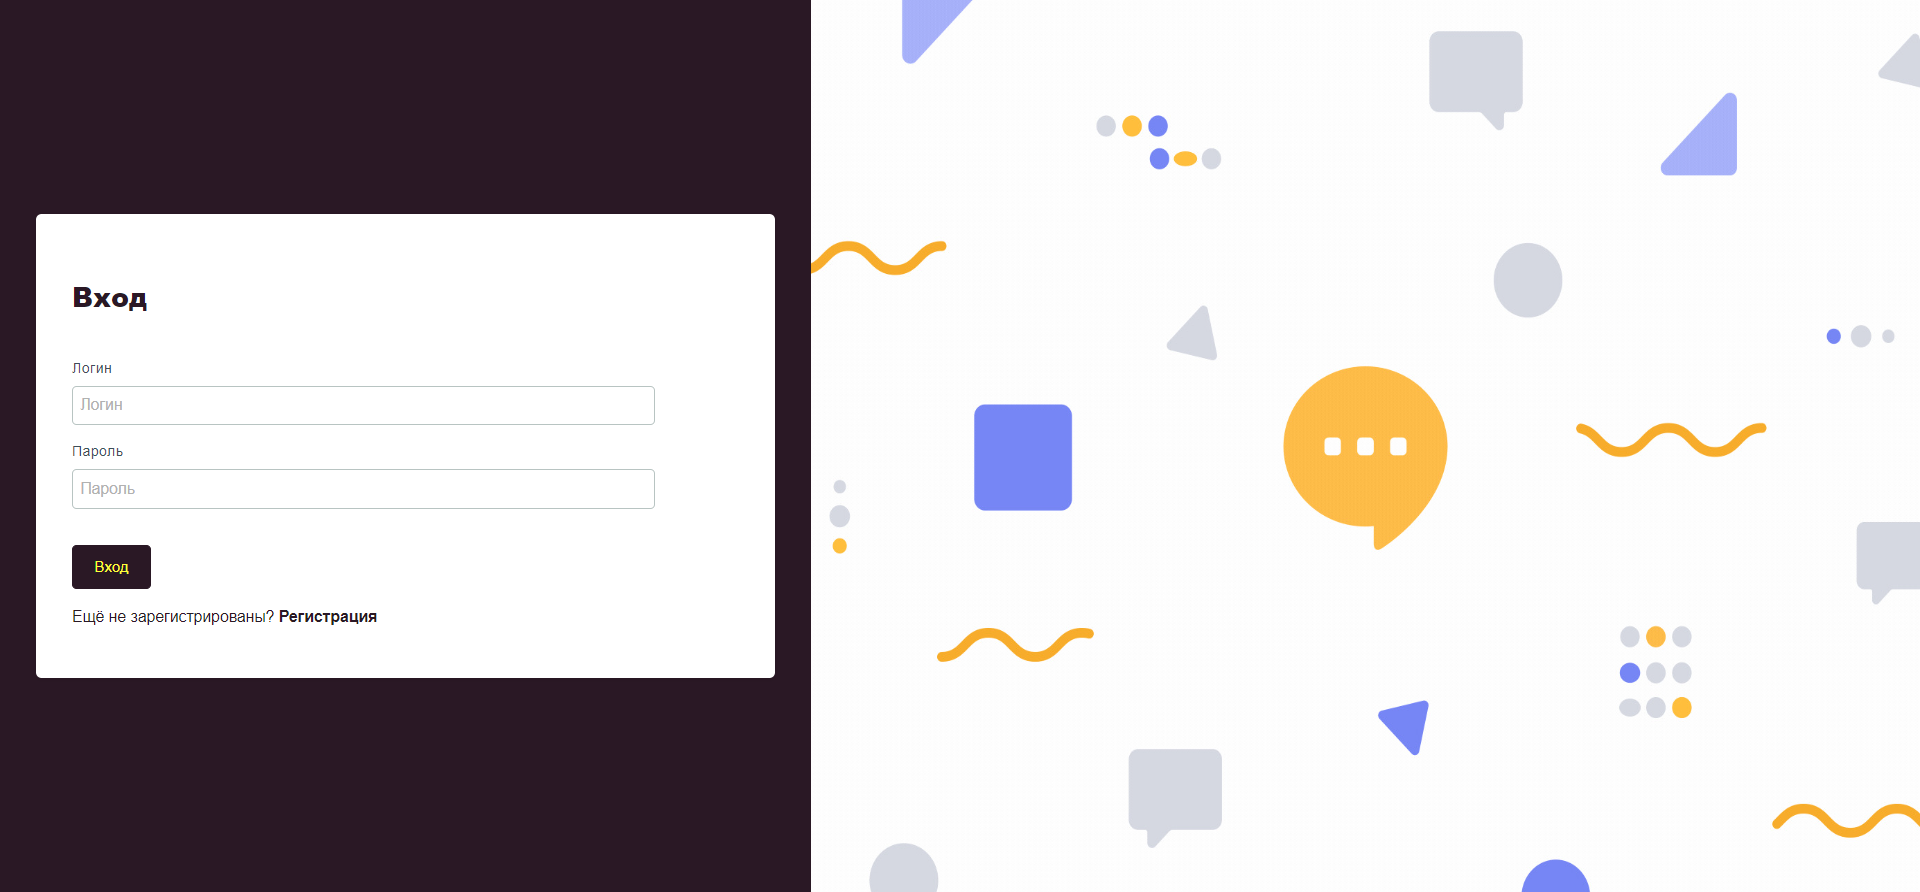 Вход
Логин
Логин
Пароль
Пароль
Вход
Ещё не зарегистрированы? Регистрация